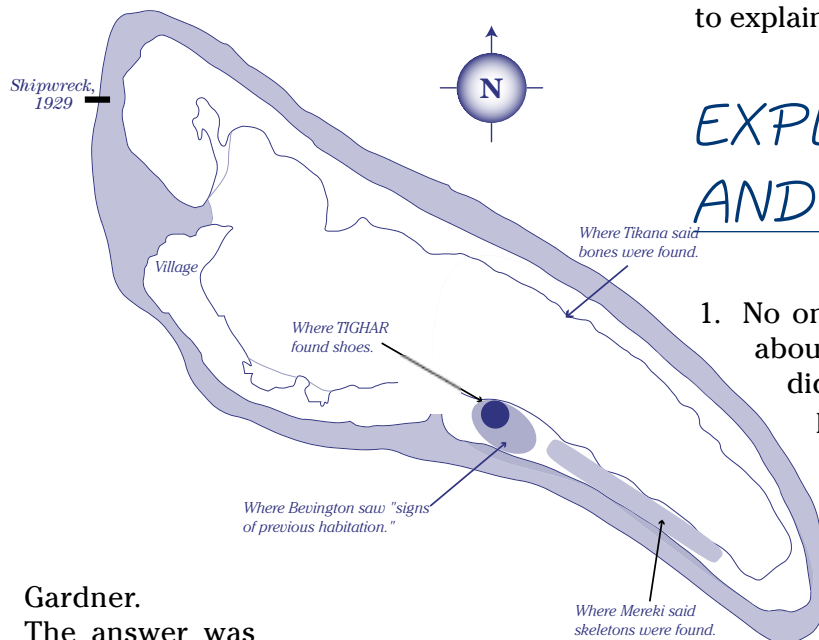 to explain
Shipwreck,
1929
N
EXPL
AND
Where Tikana said
bones were found.
Village
1. No on
abou
did
Where TIGHAR
found shoes.
Where Bevington saw "signs
of previous habitation."
Gardner.
The answer was
Where Mereki said
skeletons were found.